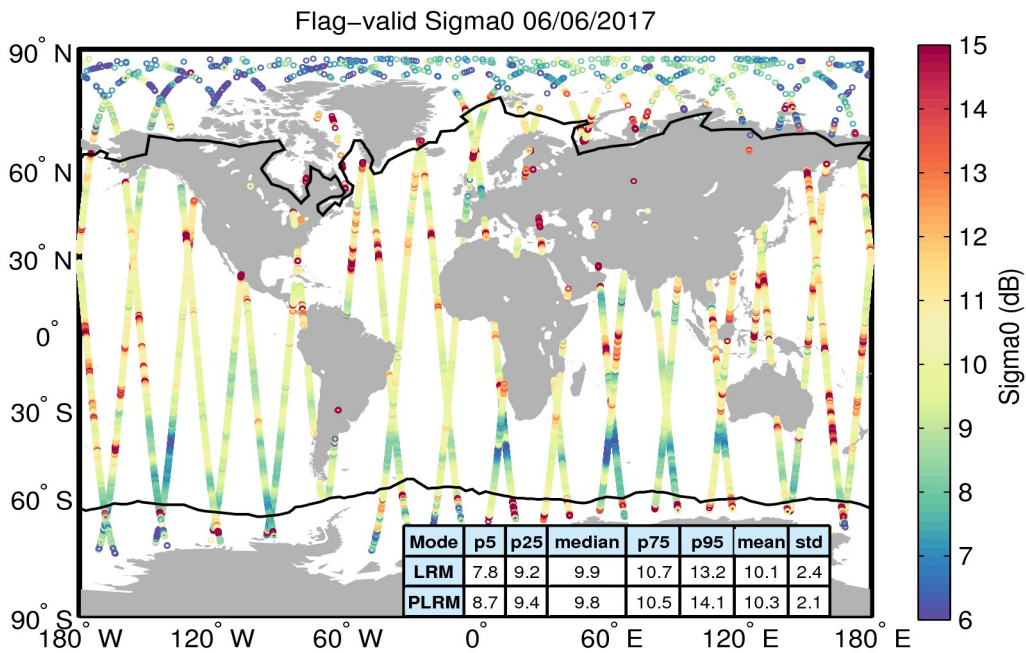 Flag−valid Sigma0 06/06/2017
90° N
60° N
30° N
0°
30° S
60° S
90° S
180° W
120° W
60° W
0°
60° E
120° E
180° E
Mode p5 p25 median p75 p95 mean std
LRM 7.8 9.2 9.9 10.7 13.2 10.1 2.4
PLRM 8.7 9.4 9.8 10.5 14.1 10.3 2.1
15
14
13
12
11
10
9
8
7
6
Sigma0 (dB)